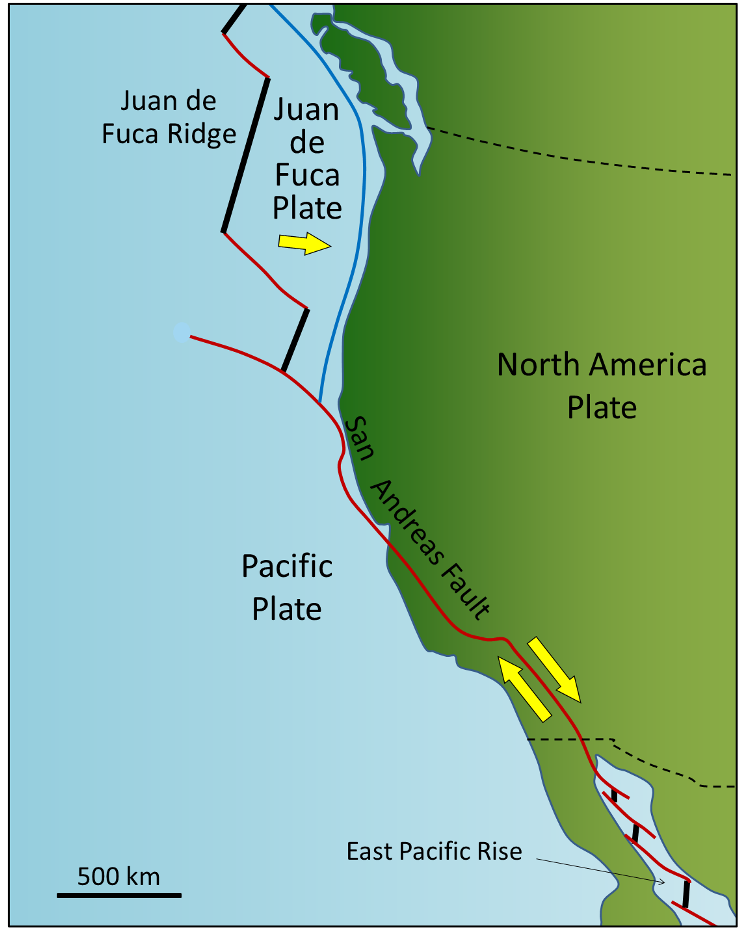 Juan de
Fuca Ridge
Juan
de
Fuca
Plate
North America
Plate
San Andreas Fault
Pacific
Plate
East Pacific Rise
500 km